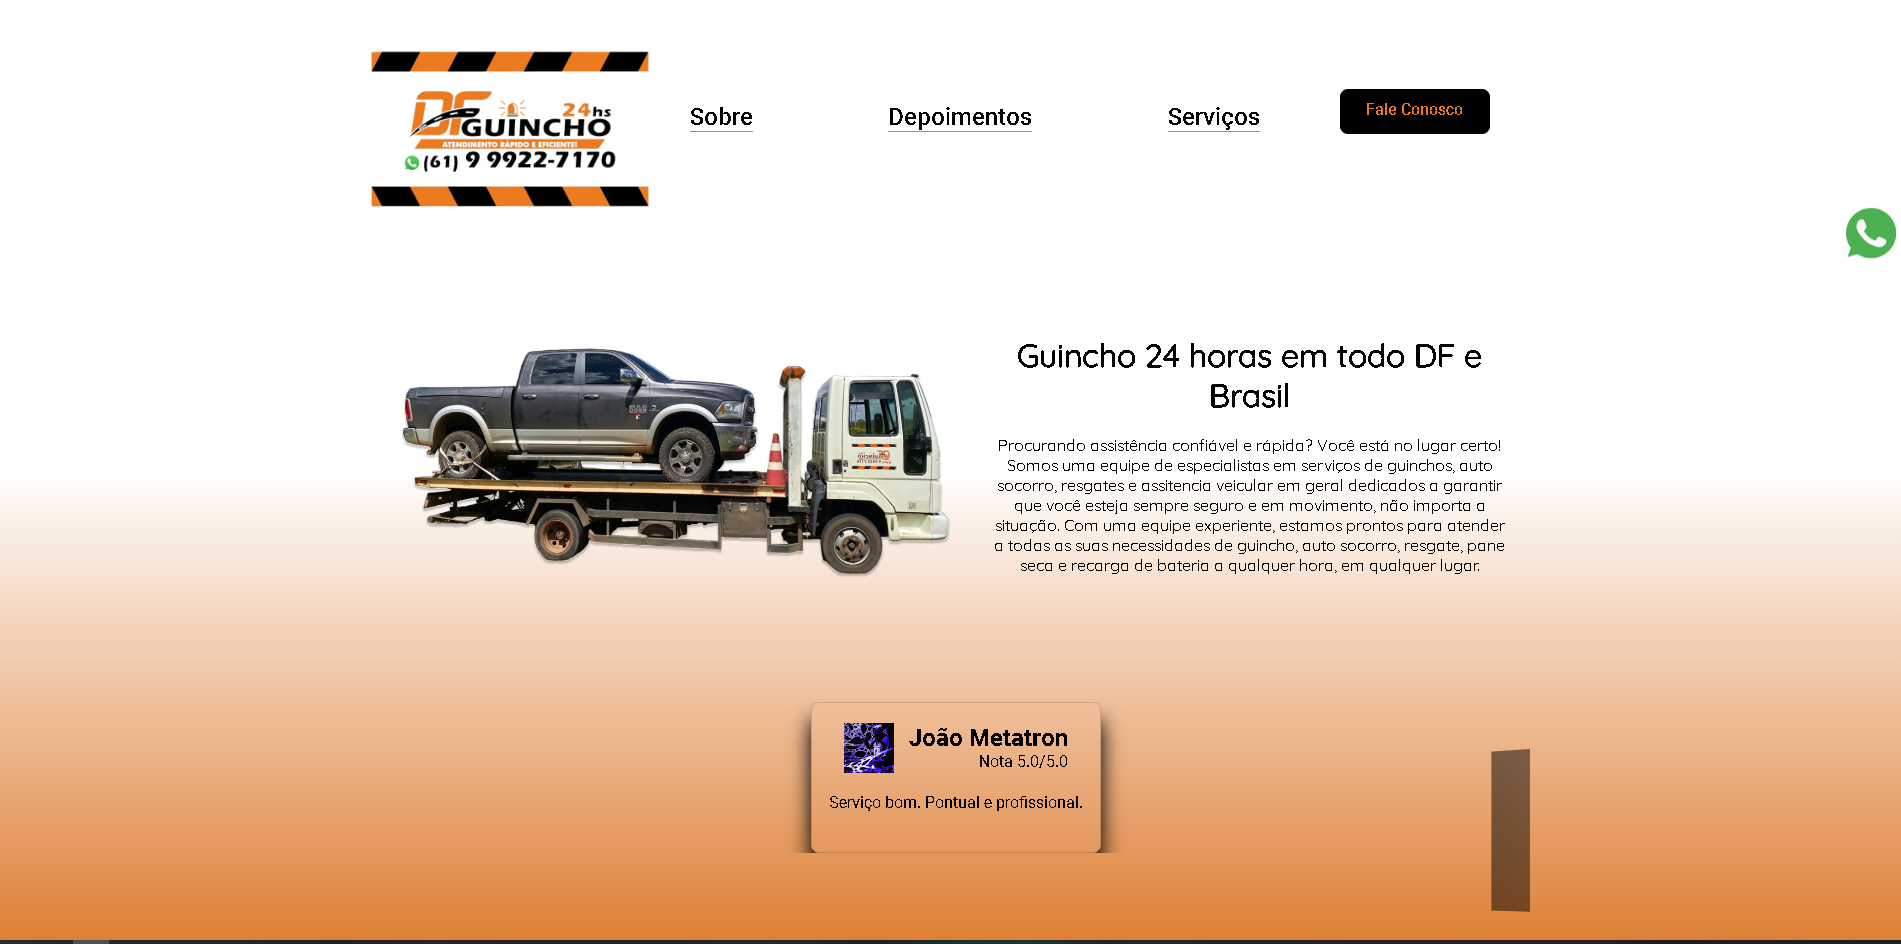 DF GUINCHO 24hs
ATENDIMENTO RÁPIDO E EFICIENTE!
(61) 9 9922-7170
Sobre
Depoimentos
Serviços
Fale Conosco
Guincho 24 horas em todo DF e
Brasil
Procurando assistência confiável e rápida? Você está no lugar certo!
Somos uma equipe de especialistas em serviços de guinchos, auto
socorro, resgates e assitencia veicular em geral dedicados a garantir
que você esteja sempre seguro e em movimento, não importa a
situação. Com uma equipe experiente, estamos prontos para atender
a todas as suas necessidades de guincho, auto socorro, resgate, pane
seca e recarga de bateria a qualquer hora, em qualquer lugar.
João Metatron
Nota 5.0/5.0
Serviço bom. Pontual e profissional.